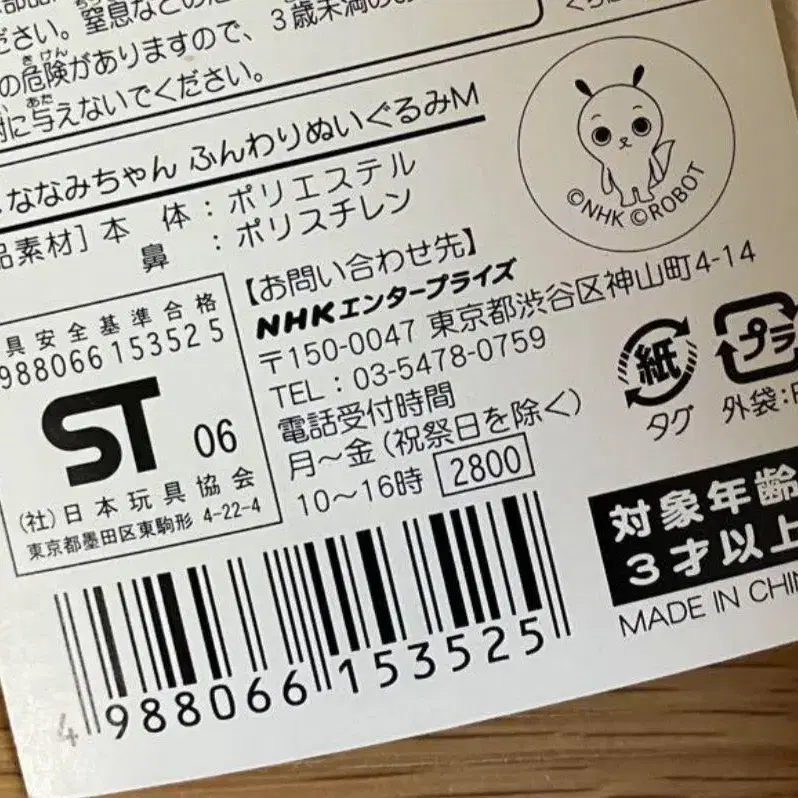 ださい。窒息などの
の危険がありますので、3歳未満のお
きけん
に与えないでください。
あた
ななみちゃん ふんわりぬいぐるみM
品素材] 本 体:ポリエステル
鼻 :ポリスチレン
©NHK ©ROBOT
具安全基準合格
988066153525
ST 06
(社)日本玩具協会
東京都墨田区東駒形 4-22-4
【お問い合わせ先】
NHKエンタープライズ
〒150-0047 東京都渋谷区神山町4-14
TEL:03-5478-0759
電話受付時間
月〜金(祝祭日を除く)
10〜16時 2800
紙
タグ
プラ
外袋:
対象年齢
3才以上
MADE IN CHIN
4 988066 153525